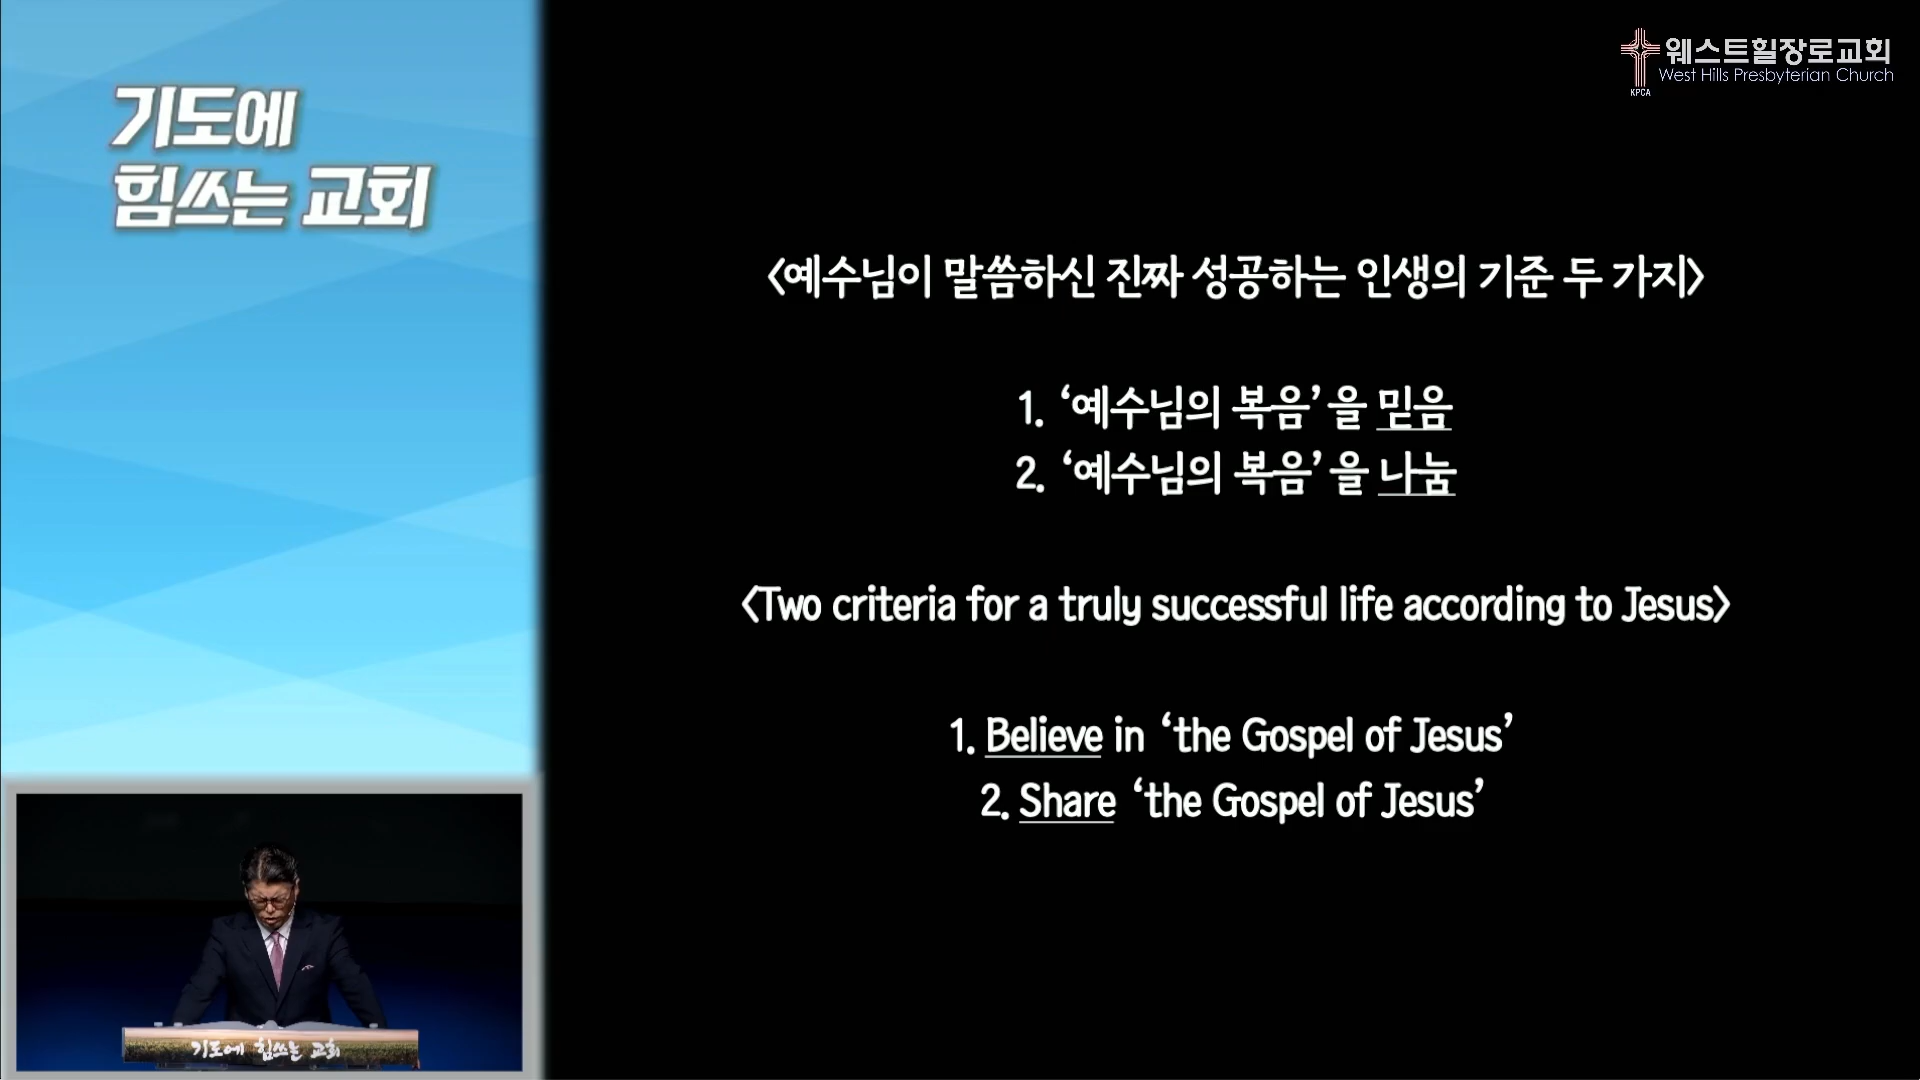 기도에
힘쓰는 교회
웨스트힐장로교회
West Hills Presbyterian Church
KPCA
<예수님이 말씀하신 진짜 성공하는 인생의 기준 두 가지>
1. ‘예수님의 복음’을 믿음
2. ‘예수님의 복음’을 나눔
<Two criteria for a truly successful life according to Jesus>
1. Believe in ‘the Gospel of Jesus’
2. Share ‘the Gospel of Jesus’
기도에 힘쓰는 교회